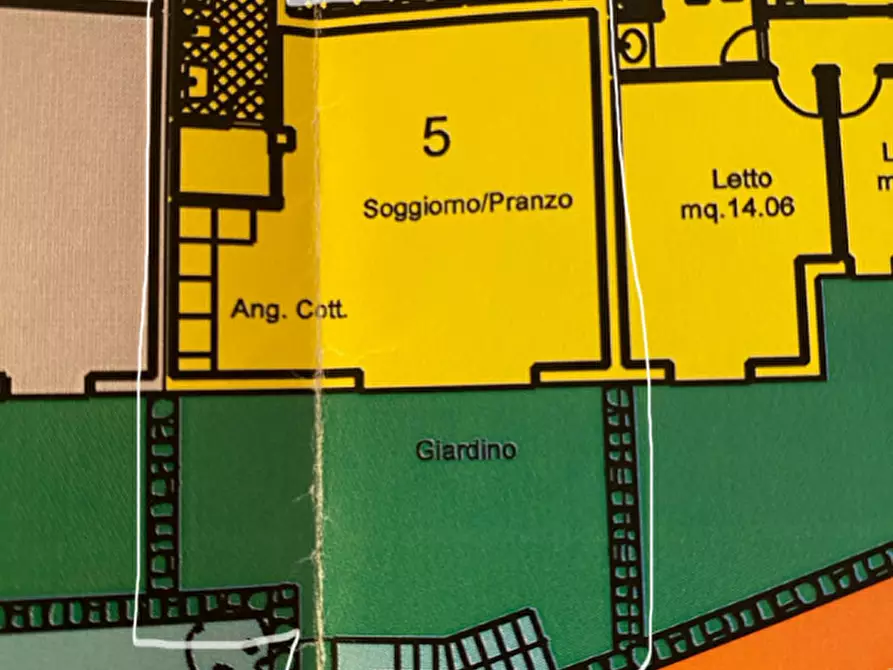 5
Soggiorno/Pranzo
Letto
mq.14.06
Ang. Cott.
Giardino